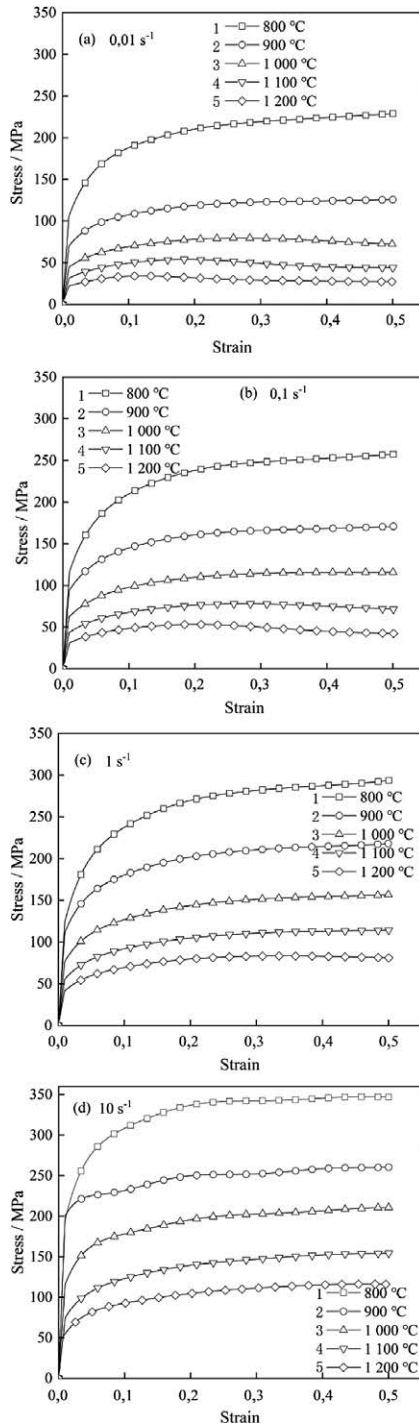 (a) 0,01 s⁻¹
1 800 ℃
2 900 ℃
3 1 000 ℃
4 1 100 ℃
5 1 200 ℃
Stress / MPa
350
300
250
200
150
100
50
0
0,0 0,1 0,2 0,3 0,4 0,5
Strain
(b) 0,1 s⁻¹
1 800 ℃
2 900 ℃
3 1 000 ℃
4 1 100 ℃
5 1 200 ℃
Stress / MPa
350
300
250
200
150
100
50
0
0,0 0,1 0,2 0,3 0,4 0,5
Strain
(c) 1 s⁻¹
1 800 ℃
2 900 ℃
3 1 000 ℃
4 1 100 ℃
5 1 200 ℃
Stress / MPa
350
300
250
200
150
100
50
0
0,0 0,1 0,2 0,3 0,4 0,5
Strain
(d) 10 s⁻¹
1 800 ℃
2 900 ℃
3 1 000 ℃
4 1 100 ℃
5 1 200 ℃
Stress / MPa
350
300
250
200
150
100
50
0
0,0 0,1 0,2 0,3 0,4 0,5
Strain